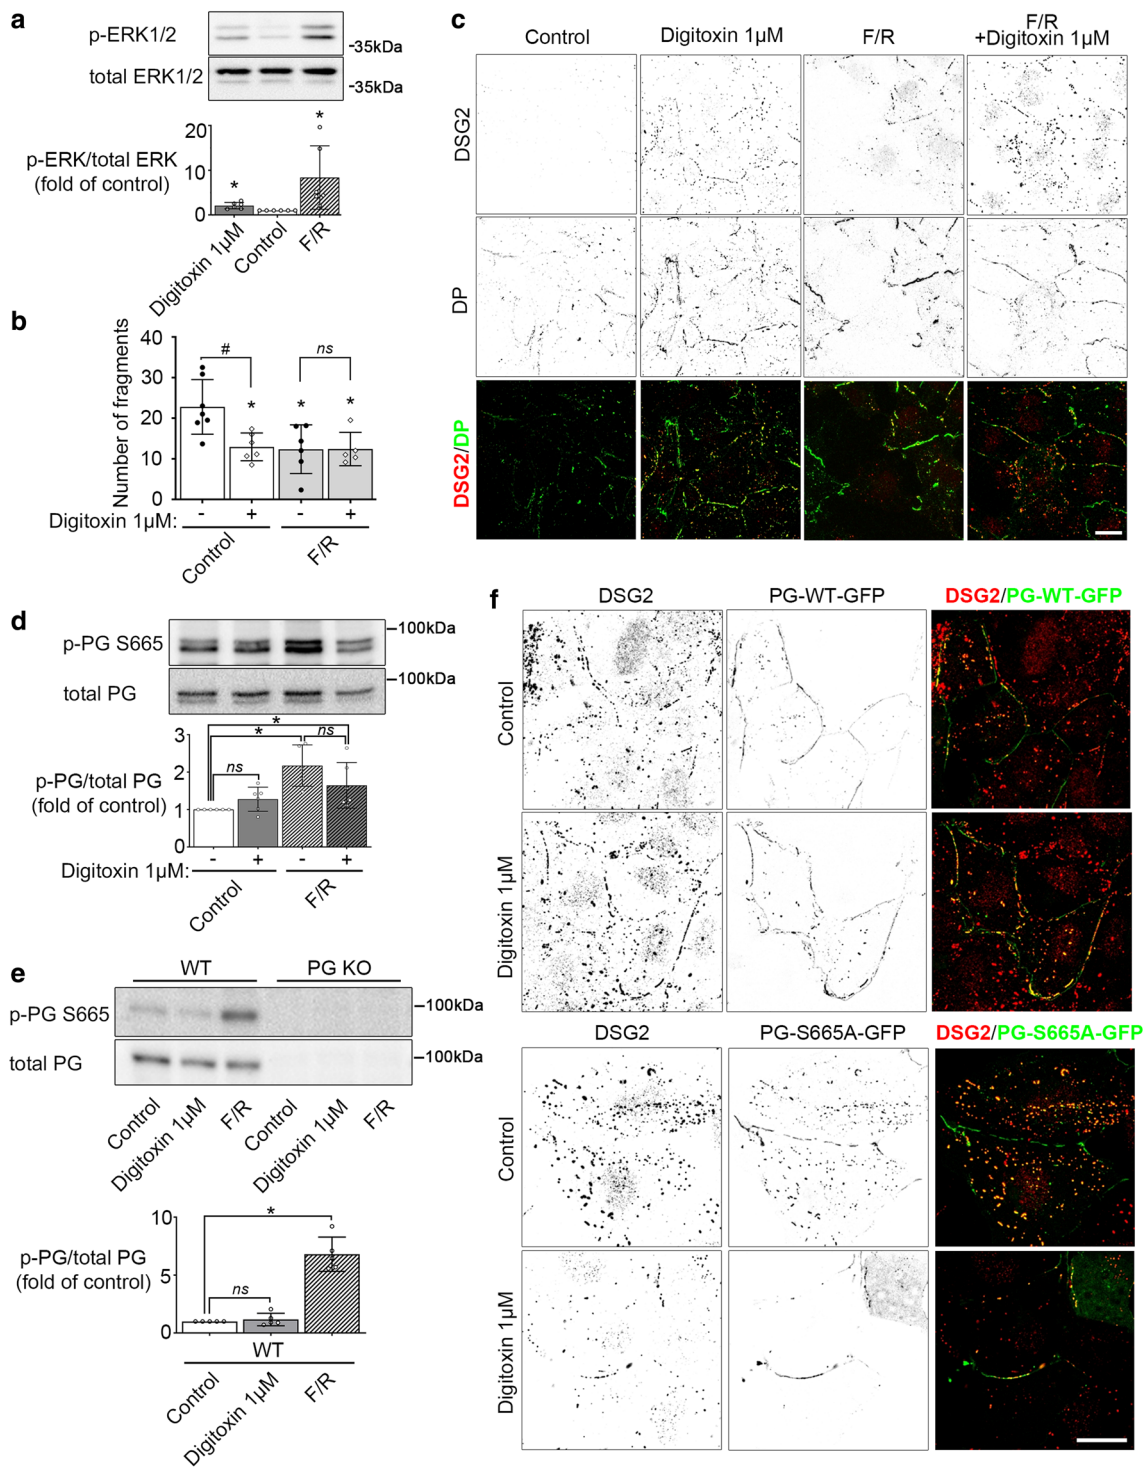 a
p-ERK1/2
-35kDa
total ERK1/2
-35kDa
p-ERK/total ERK
(fold of control)
20
10
0
*
*
Digitoxin 1µM
Control
F/R
b
Number of fragments
40
30
20
10
0
#
ns
*
*
*
Digitoxin 1µM:
-
+
-
+
Control
F/R
c
Control
Digitoxin 1µM
F/R
F/R
+Digitoxin 1µM
DSG2
DP
DSG2/DP
d
p-PG S665
100kDa
total PG
100kDa
p-PG/total PG
(fold of control)
3
2
1
0
*
*
ns
ns
Digitoxin 1µM:
-
+
-
+
Control
F/R
e
WT
PG KO
p-PG S665
100kDa
total PG
100kDa
Control
Digitoxin 1µM
F/R
Control
Digitoxin 1µM
F/R
p-PG/total PG
(fold of control)
10
5
0
*
ns
WT
Control
Digitoxin 1µM
F/R
f
DSG2
PG-WT-GFP
DSG2/PG-WT-GFP
Control
Digitoxin 1µM
DSG2
PG-S665A-GFP
DSG2/PG-S665A-GFP
Control
Digitoxin 1µM